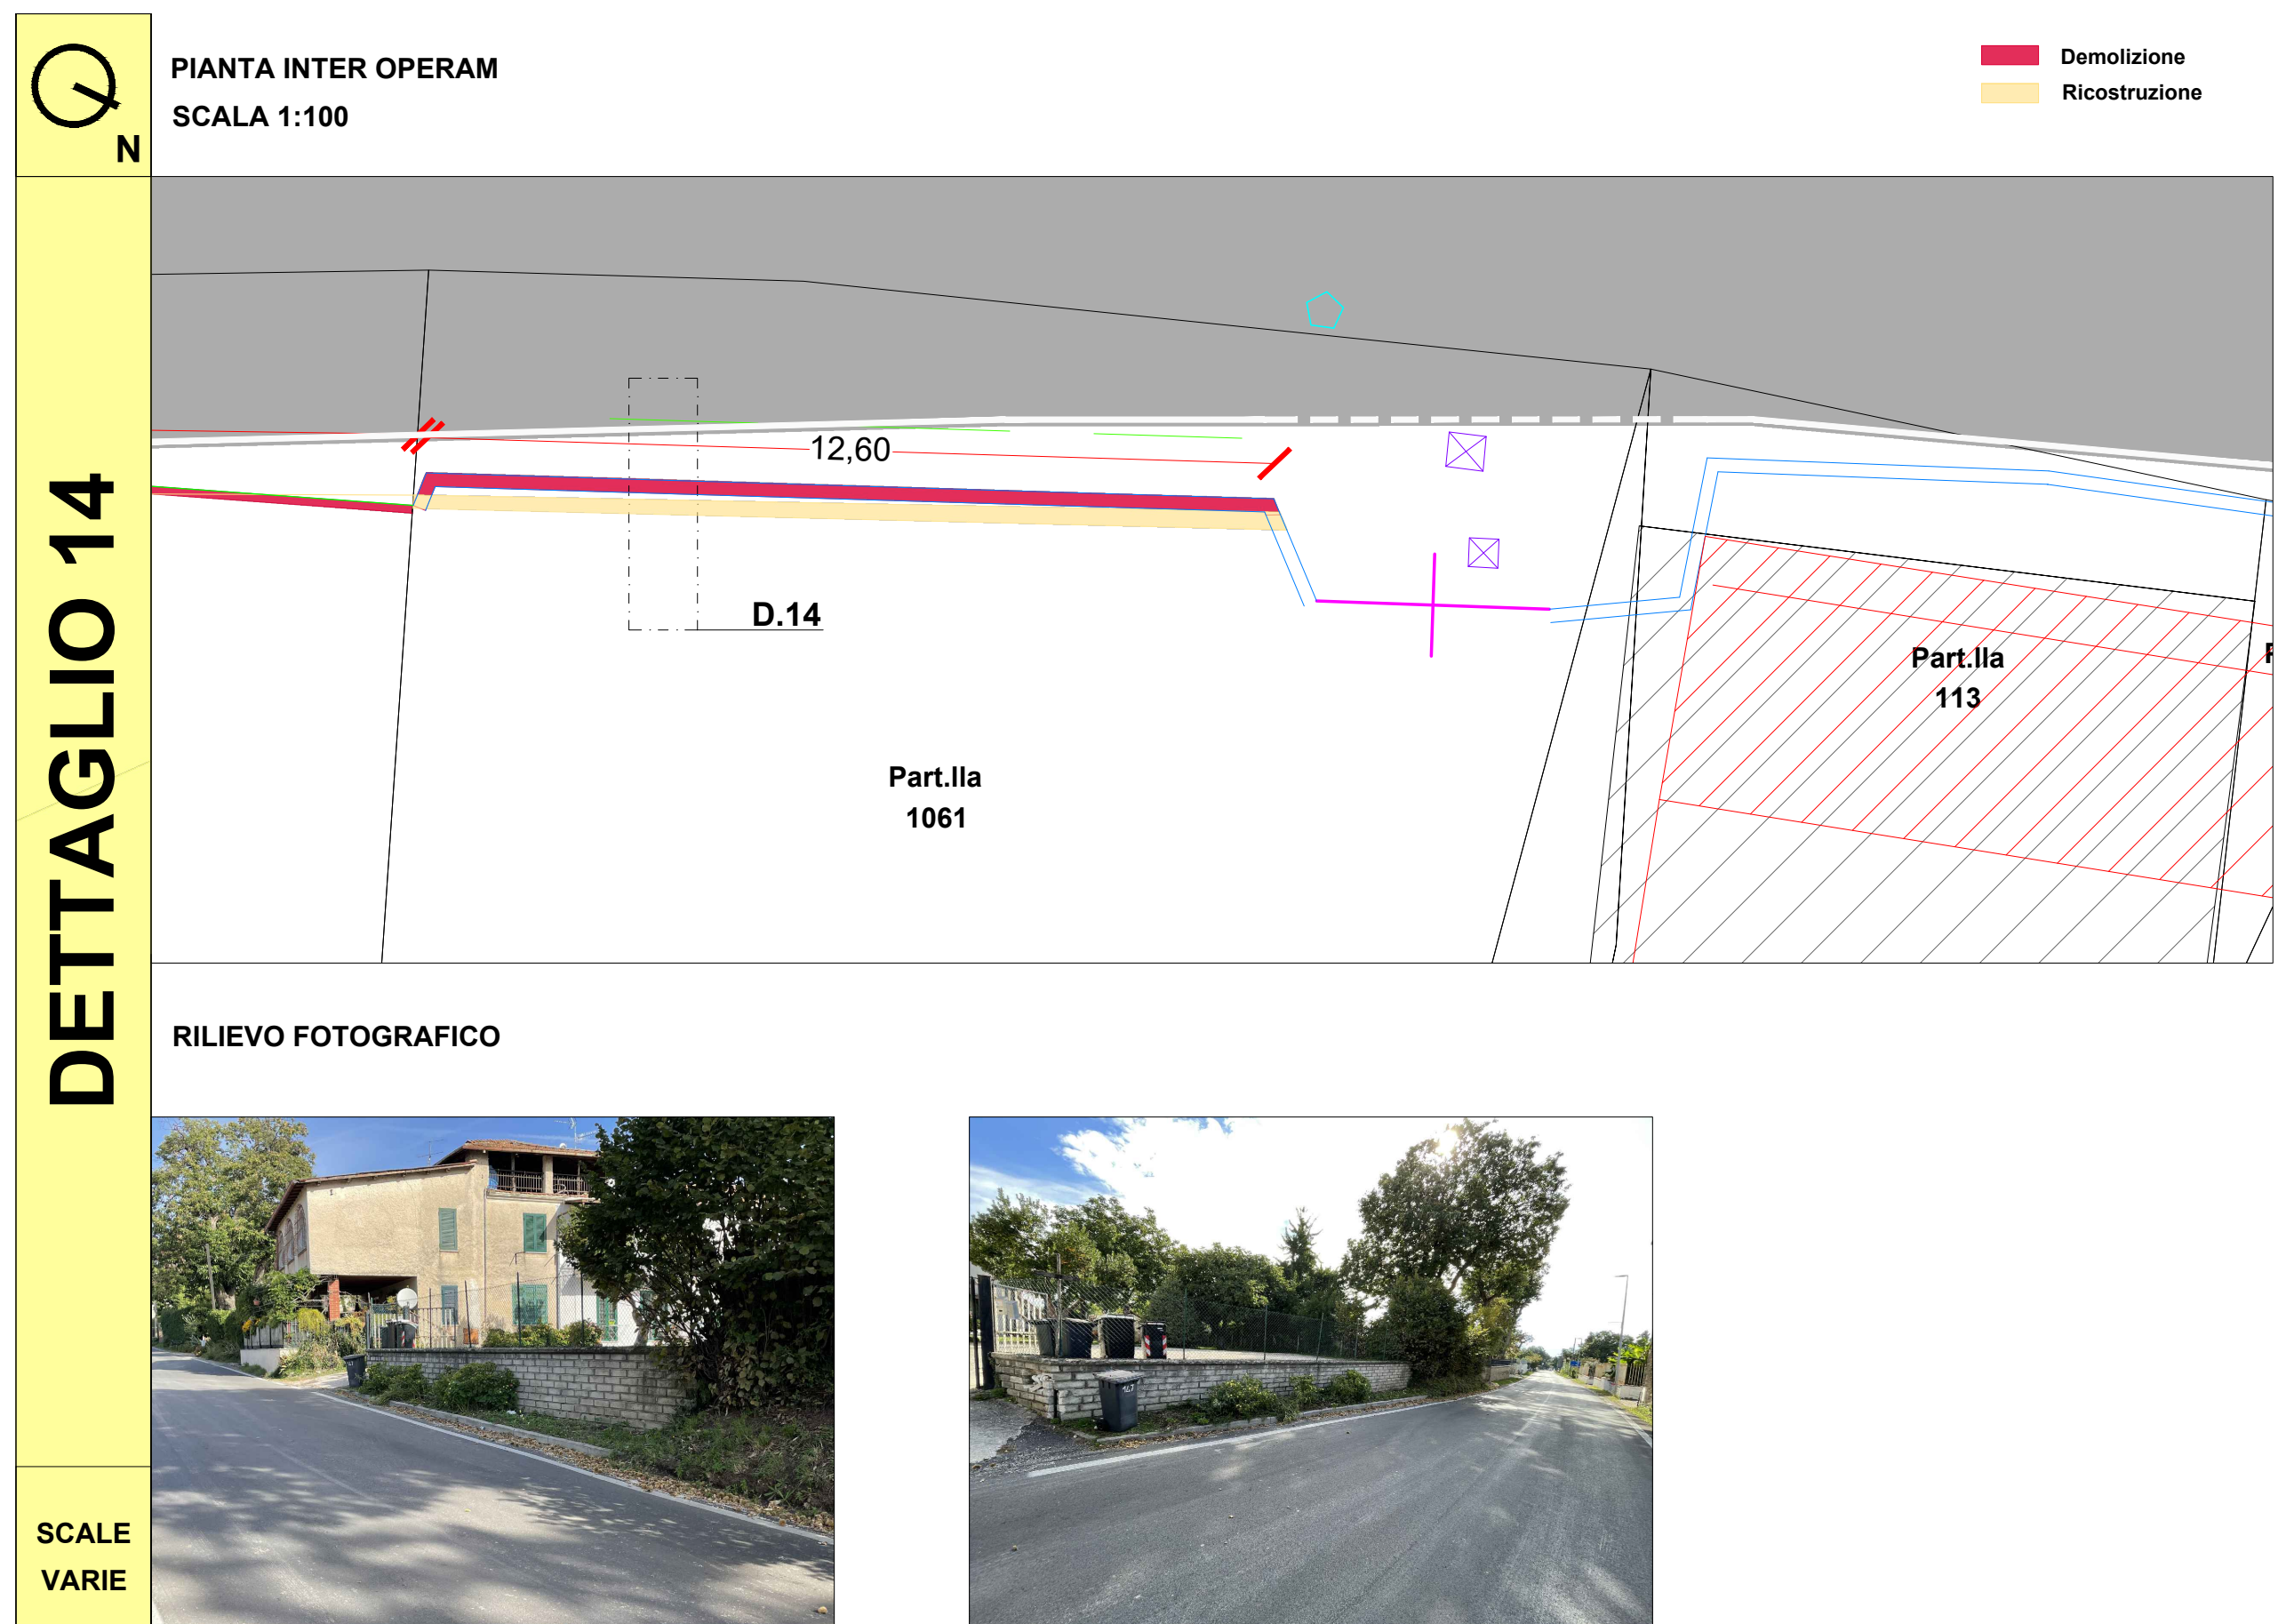 N
PIANTA INTER OPERAM
SCALA 1:100
Demolizione
Ricostruzione
DETTAGLIO 14
12,60
D.14
Part.lla
113
Part.lla
1061
RILIEVO FOTOGRAFICO
SCALE
VARIE